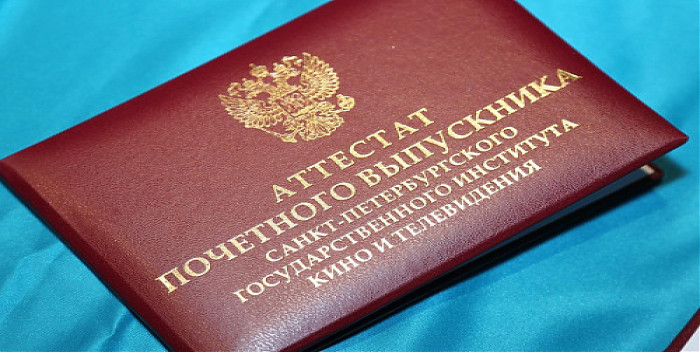 АТТЕСТАТ
ПОЧЕТНОГО ВЫПУСКНИКА
САНКТ-ПЕТЕРБУРГСКОГО
ГОСУДАРСТВЕННОГО ИНСТИТУТА
КИНО И ТЕЛЕВИДЕНИЯ